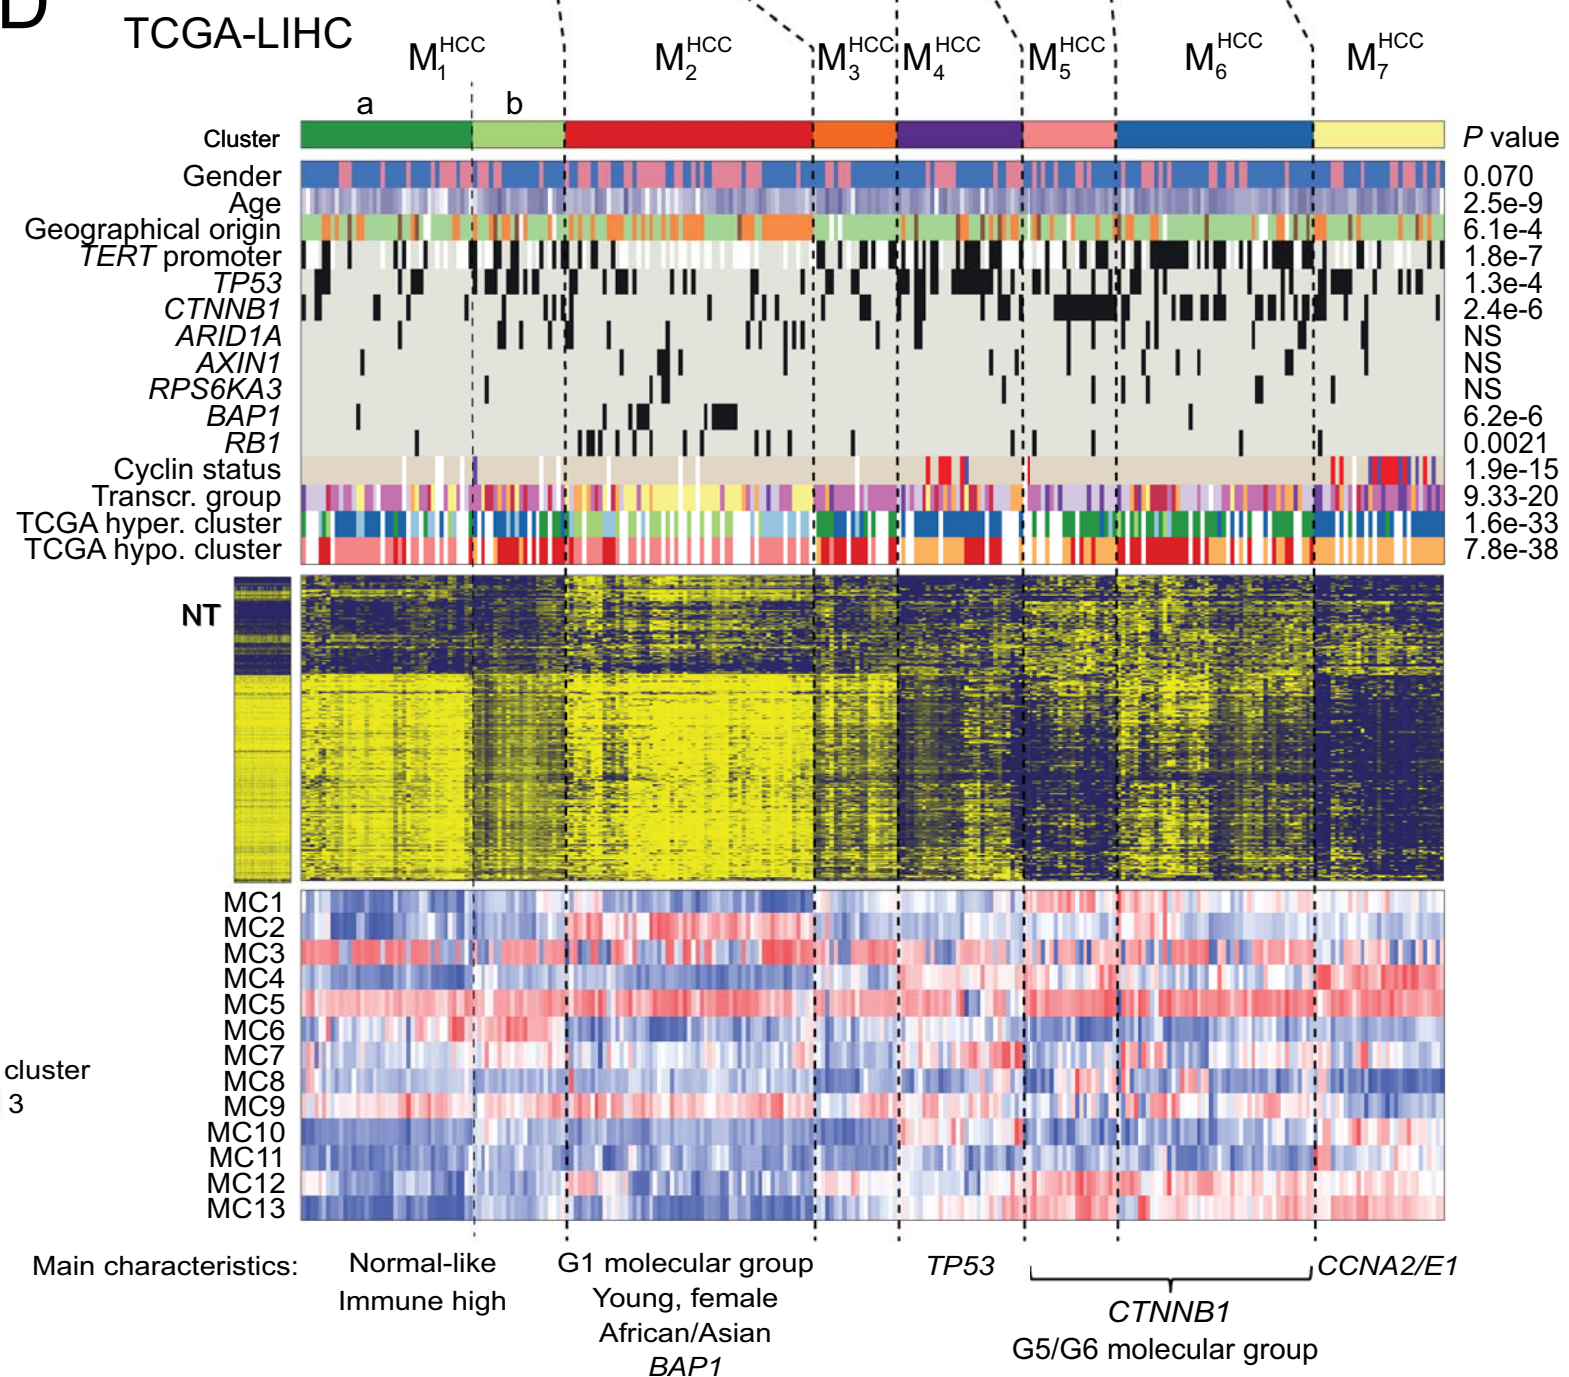 D
TCGA-LIHC
M1HCC
M2HCC
M3HCC
M4HCC
M5HCC
M6HCC
M7HCC
a
b
Cluster
P value
Gender
0.070
Age
2.5e-9
Geographical origin
6.1e-4
TERT promoter
1.8e-7
TP53
1.3e-4
CTNNB1
2.4e-6
ARID1A
NS
AXIN1
NS
RPS6KA3
NS
BAP1
6.2e-6
RB1
0.0021
Cyclin status
1.9e-15
Transcr. group
9.33-20
TCGA hyper. cluster
1.6e-33
TCGA hypo. cluster
7.8e-38
NT
MC1
MC2
MC3
MC4
MC5
MC6
MC7
MC8
MC9
MC10
MC11
MC12
MC13
cluster
3
Main characteristics:
Normal-like
Immune high
G1 molecular group
Young, female
African/Asian
BAP1
TP53
CTNNB1
G5/G6 molecular group
CCNA2/E1